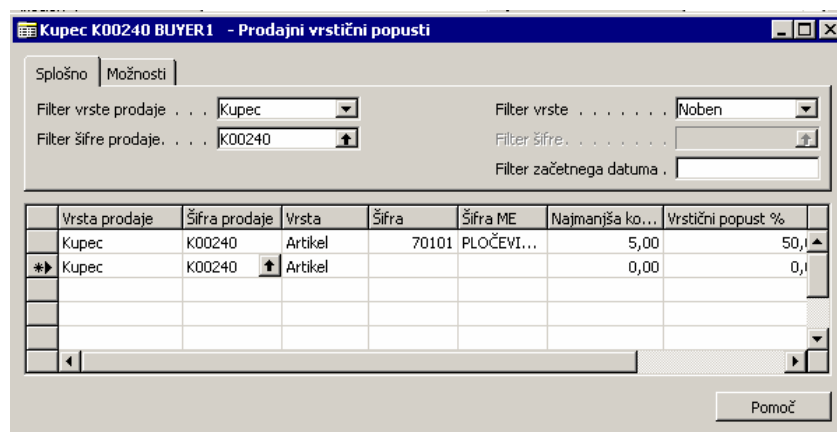 Kupec K00240 BUYER1 - Prodajni vrstični popusti
Splošno Možnosti
Filter vrste prodaje . . . Kupec Filter vrste . . . . . . . Noben
Filter šifre prodaje. . . . K00240 Filter šifre. . . . . . . .
Filter začetnega datuma .
Vrsta prodaje Šifra prodaje Vrsta Šifra Šifra ME Najmanjša ko... Vrstični popust %
Kupec K00240 Artikel 70101 PLOČEVI... 5,00 50,
Kupec K00240 Artikel 0,00 0,
Pomoč